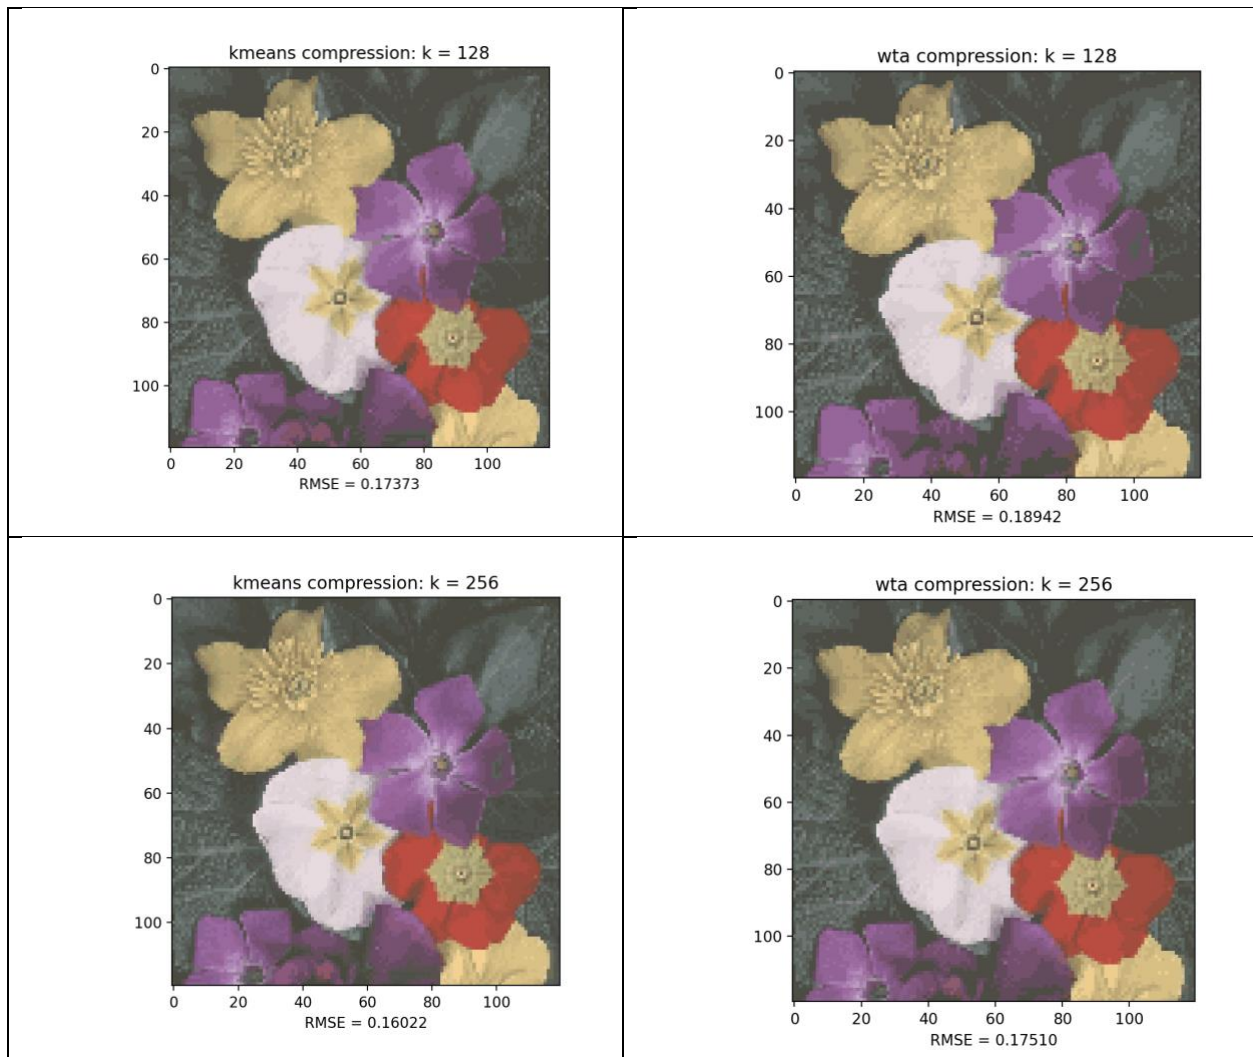 kmeans compression: k = 128
0
20
40
60
80
100
0 20 40 60 80 100
RMSE = 0.17373
wta compression: k = 128
0
20
40
60
80
100
0 20 40 60 80 100
RMSE = 0.18942
kmeans compression: k = 256
0
20
40
60
80
100
0 20 40 60 80 100
RMSE = 0.16022
wta compression: k = 256
0
20
40
60
80
100
0 20 40 60 80 100
RMSE = 0.17510